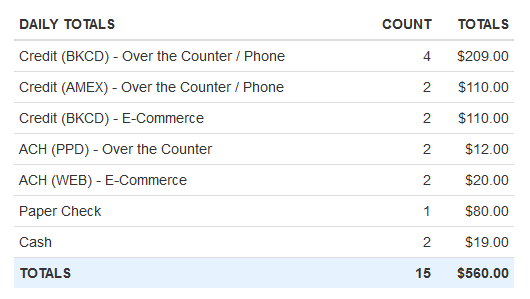 DAILY TOTALS COUNT TOTALS
Credit (BKCD) - Over the Counter / Phone 4 $209.00
Credit (AMEX) - Over the Counter / Phone 2 $110.00
Credit (BKCD) - E-Commerce 2 $110.00
ACH (PPD) - Over the Counter 2 $12.00
ACH (WEB) - E-Commerce 2 $20.00
Paper Check 1 $80.00
Cash 2 $19.00
TOTALS 15 $560.00